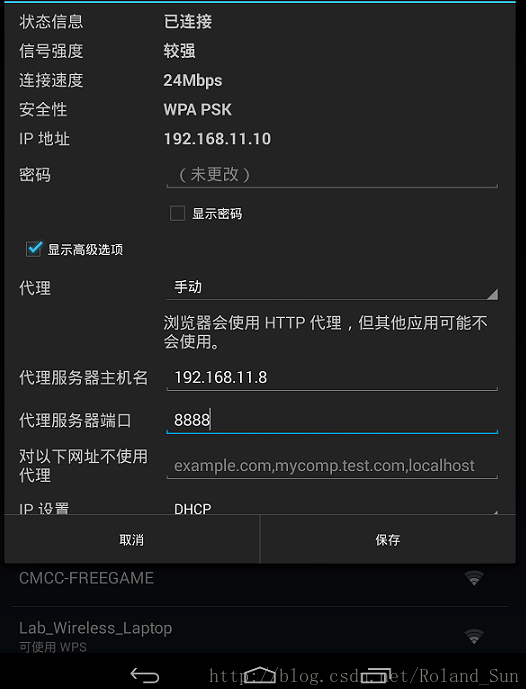 状态信息 已连接
信号强度 较强
连接速度 24Mbps
安全性 WPA PSK
IP 地址 192.168.11.10
密码 （未更改）
显示密码
显示高级选项
代理 手动
浏览器会使用 HTTP 代理，但其他应用可能不
会使用。
代理服务器主机名 192.168.11.8
代理服务器端口 8888
对以下网址不使用
代理 example.com,mycomp.test.com,localhost
IP 设置 DHCP
取消 保存
CMCC-FREEGAME
Lab_Wireless_Laptop
可使用 WPS
http://blog.csdn.net/Roland_Sun